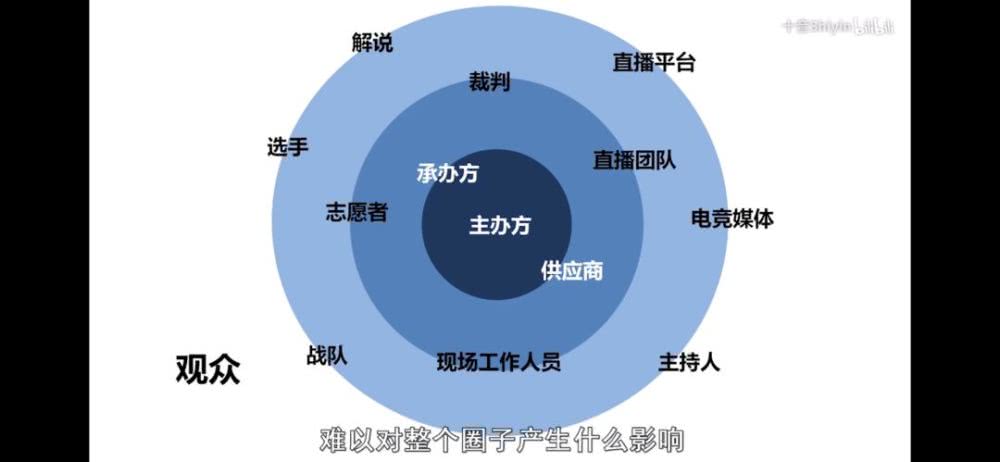 十音Shiyin bilibili
解说
直播平台
裁判
选手
直播团队
承办方
志愿者
电竞媒体
主办方
供应商
观众
战队
现场工作人员
主持人
难以对整个圈子产生什么影响